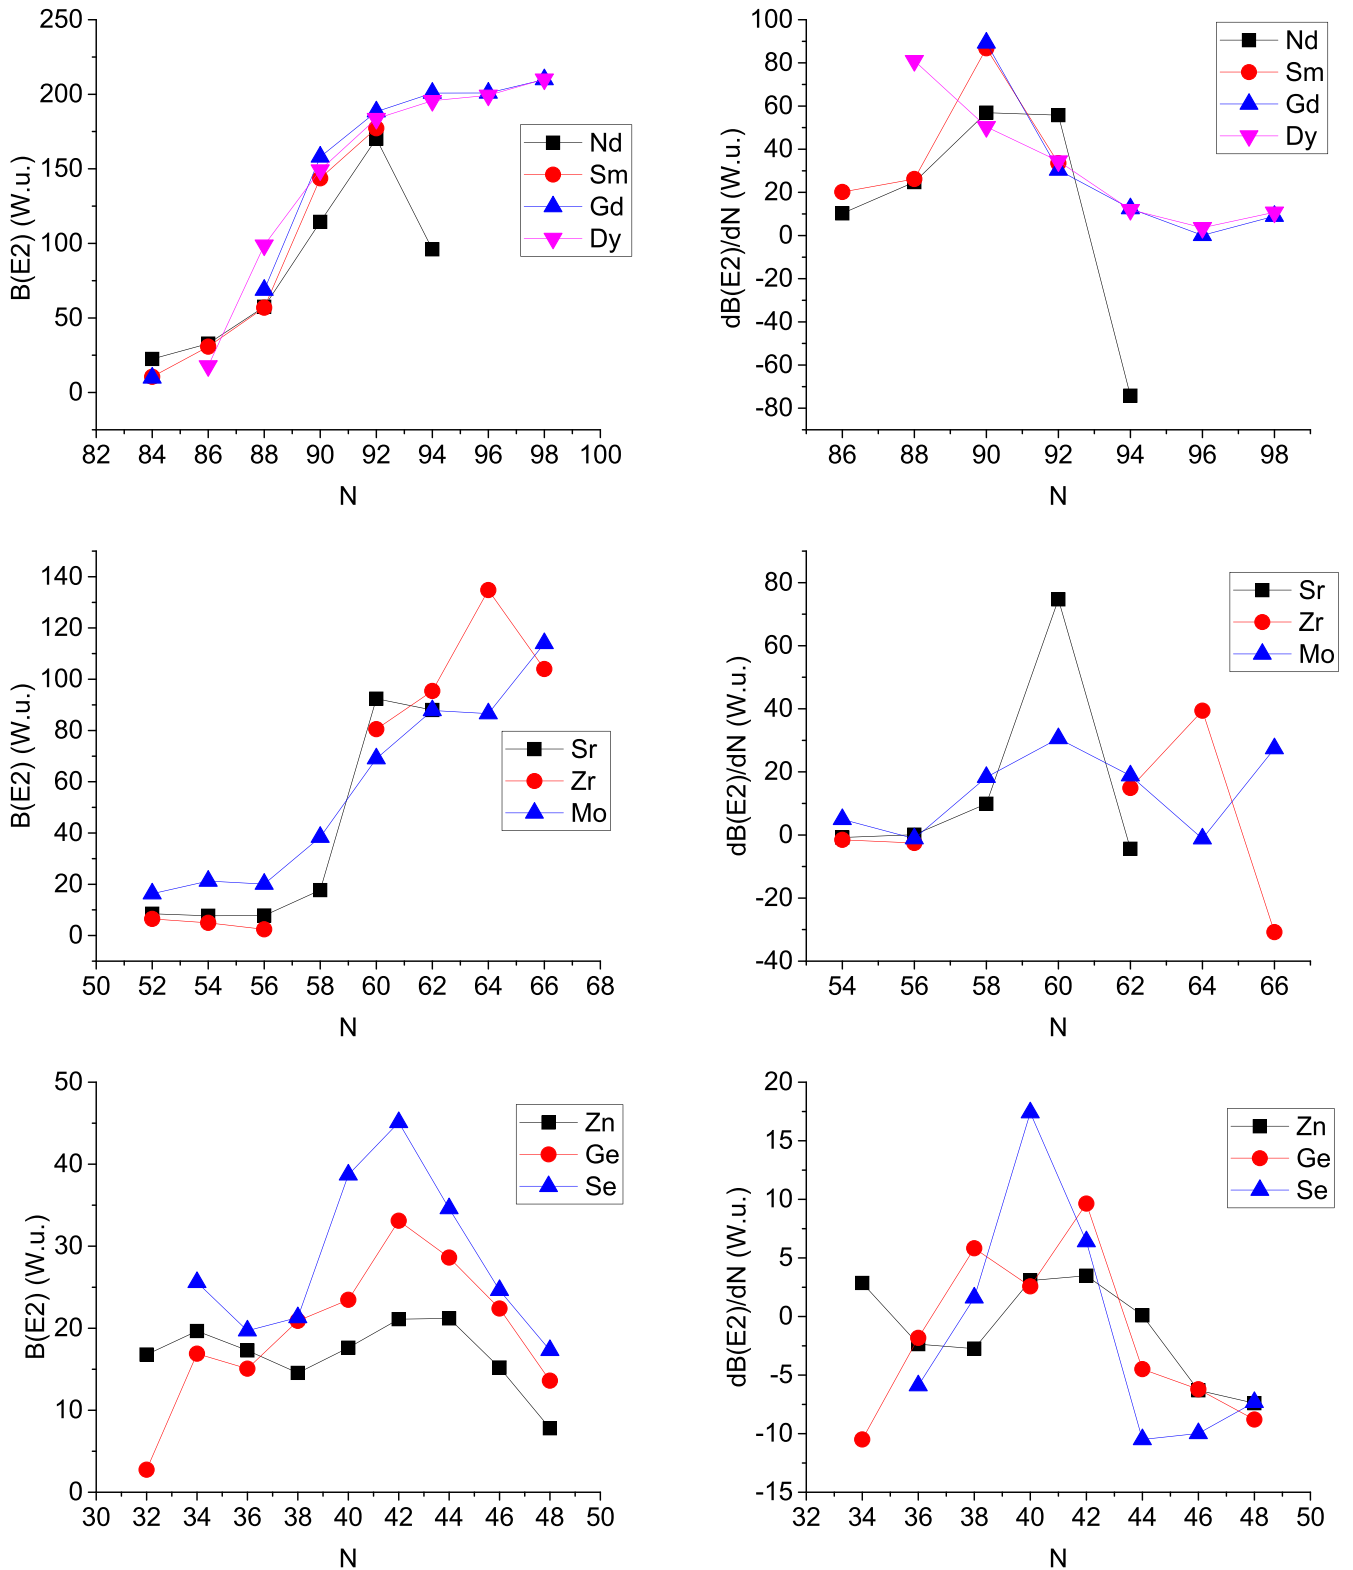 250
200
150
100
50
0
B(E2) (W.u.)
82 84 86 88 90 92 94 96 98 100
N
Nd
Sm
Gd
Dy
100
80
60
40
20
0
-20
-40
-60
-80
dB(E2)/dN (W.u.)
86 88 90 92 94 96 98
N
Nd
Sm
Gd
Dy
140
120
100
80
60
40
20
0
B(E2) (W.u.)
50 52 54 56 58 60 62 64 66 68
N
Sr
Zr
Mo
80
60
40
20
0
-20
-40
dB(E2)/dN (W.u.)
54 56 58 60 62 64 66
N
Sr
Zr
Mo
50
40
30
20
10
0
B(E2) (W.u.)
30 32 34 36 38 40 42 44 46 48 50
N
Zn
Ge
Se
20
15
10
5
0
-5
-10
-15
dB(E2)/dN (W.u.)
32 34 36 38 40 42 44 46 48 50
N
Zn
Ge
Se